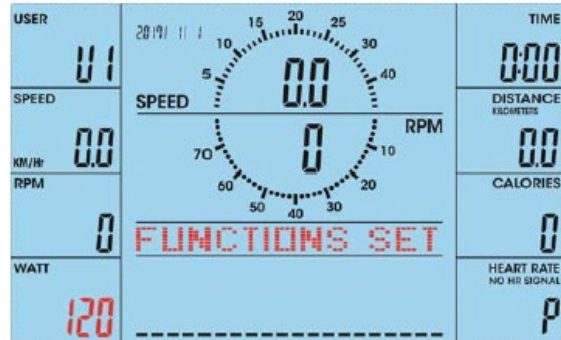 USER
U1
SPEED
KM/Hr 0.0
RPM
0
WATT
120
2019/ 11/ 1
5 10 15 20 25 30 40
SPEED 0.0
RPM
0
70 60 50 40 30 20 10
FUNCTIONS SET
TIME
0:00
DISTANCE
KILOMETERS
0.0
CALORIES
0
HEART RATE
NO HR SIGNAL
P